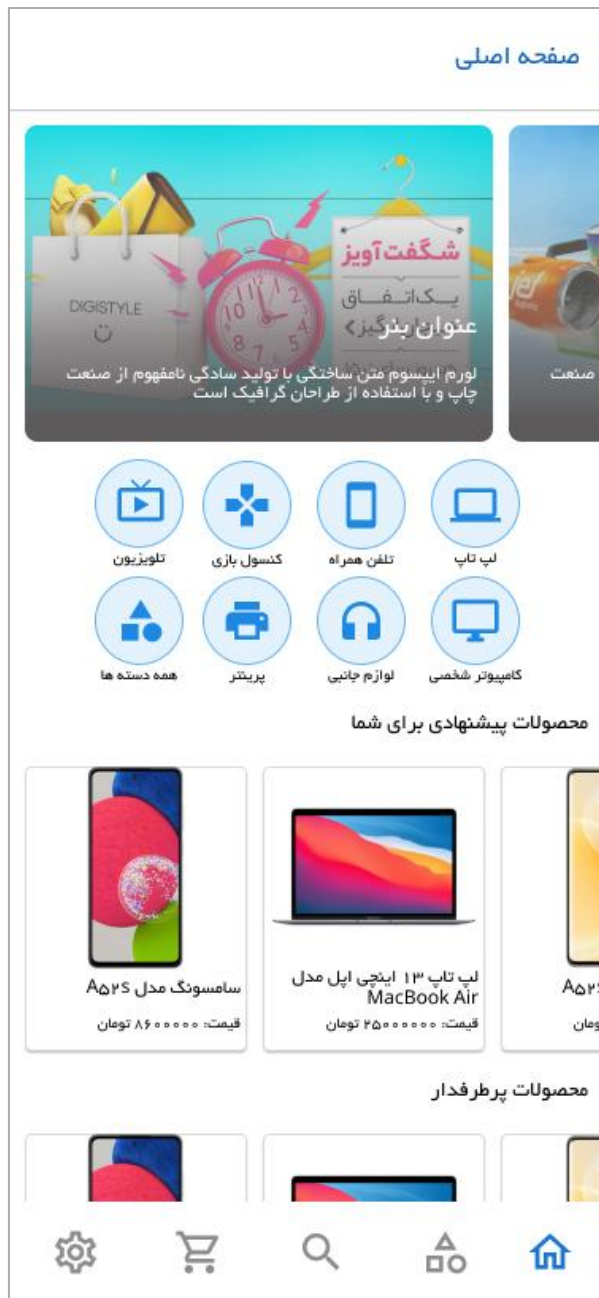 صفحه اصلی
شگفت‌آویز
یک‌اتفاق
DIGISTYLE
عنوان بنر
لورم ایپسوم متن ساختگی با تولید سادگی نامفهوم از صنعت
چاپ و با استفاده از طراحان گرافیک است
صنعت
لپ تاپ
تلفن همراه
کنسول بازی
تلویزیون
کامپیوتر شخصی
لوازم جانبی
پرینتر
همه دسته ها
محصولات پیشنهادی برای شما
لپ تاپ ۱۳ اینچی اپل مدل
MacBook Air
قیمت: ۲۵۰۰۰۰۰۰ تومان
سامسونگ مدل A۵۲S
قیمت: ۸۶۰۰۰۰۰ تومان
محصولات پرطرفدار